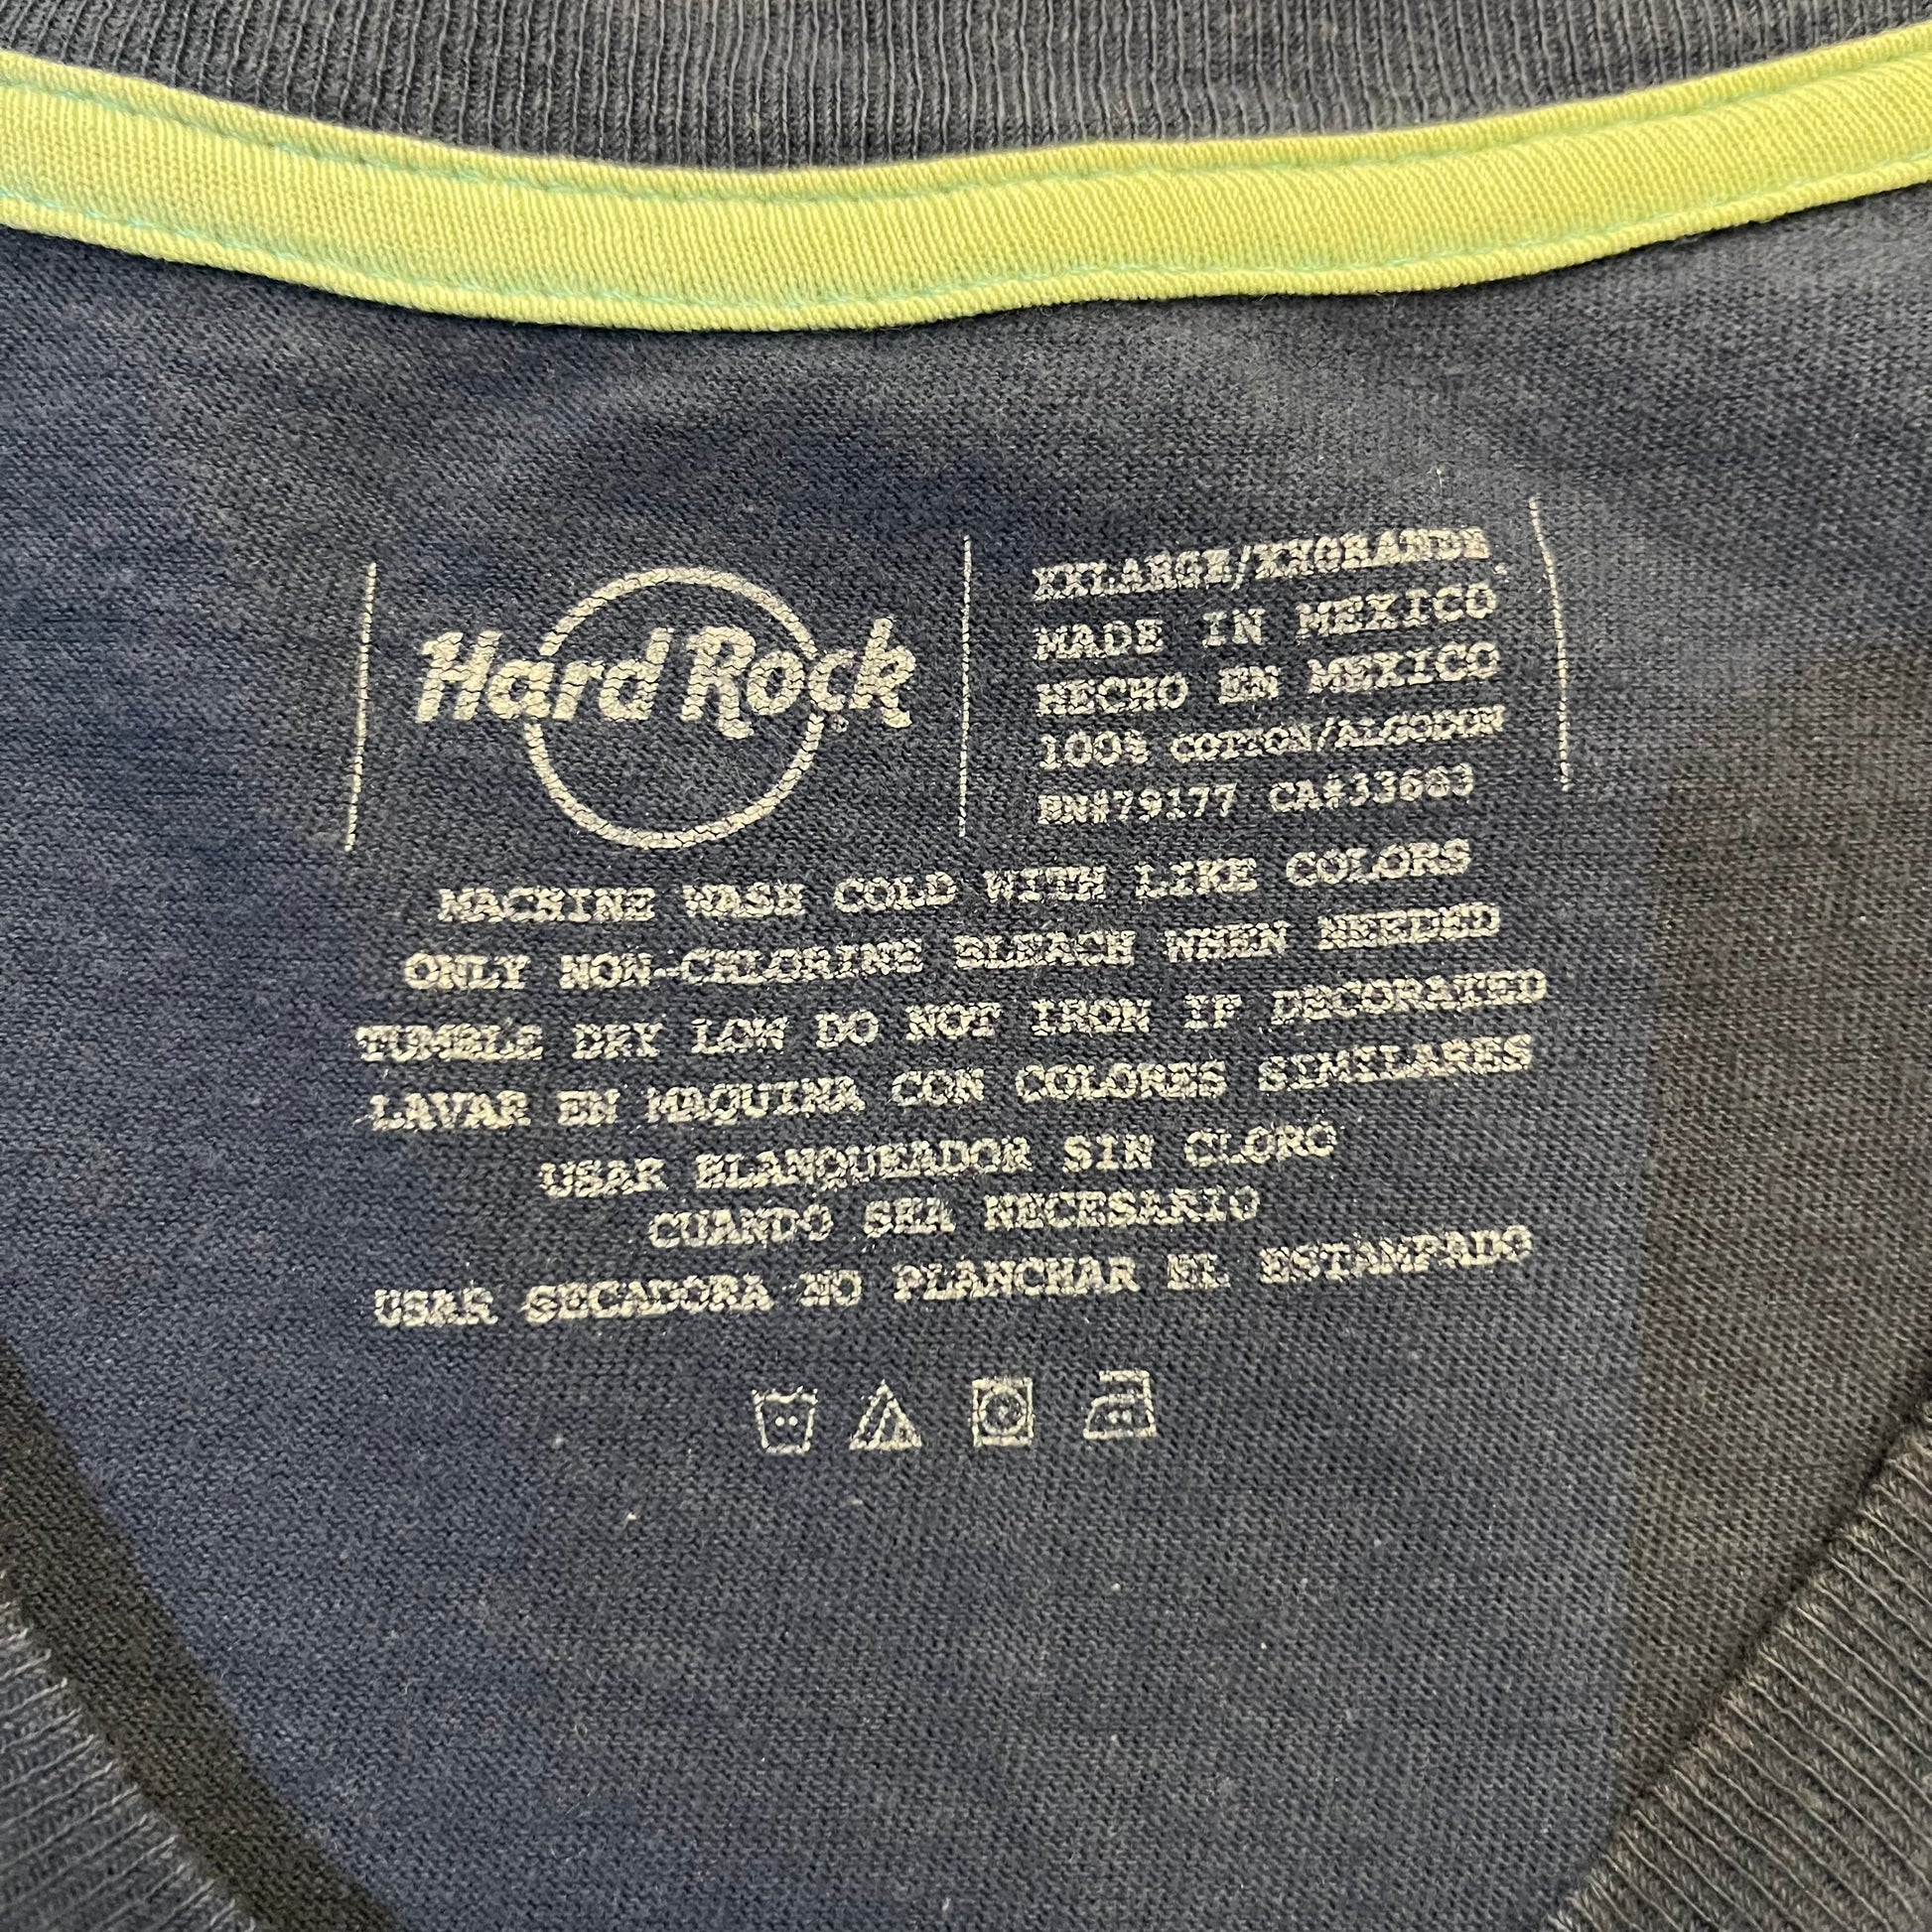 Hard Rock
XXLARGE/XXGRANDE
MADE IN MEXICO
HECHO EN MEXICO
100% COTTON/ALGODON
RN#79177 CA#33663
MACHINE WASH COLD WITH LIKE COLORS
ONLY NON-CHLORINE BLEACH WHEN NEEDED
TUMBLE DRY LOW DO NOT IRON IF DECORATED
LAVAR EN MAQUINA CON COLORES SIMILARES
USAR BLANQUEADOR SIN CLORO
CUANDO SEA NECESARIO
USAR SECADORA NO PLANCHAR EL ESTAMPADO